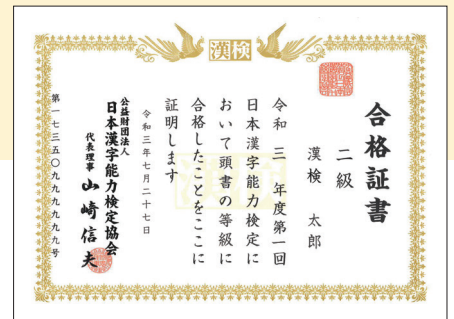 漢検
合格証書
二級
漢検 太郎
令和 三 年度第一回
日本漢字能力検定に
おいて頭書の等級に
合格したことをここに
証明します
令和三年七月二十七日
公益財団法人
日本漢字能力検定協会
代表理事 山崎信夫
第一七三五〇九九九九九九号